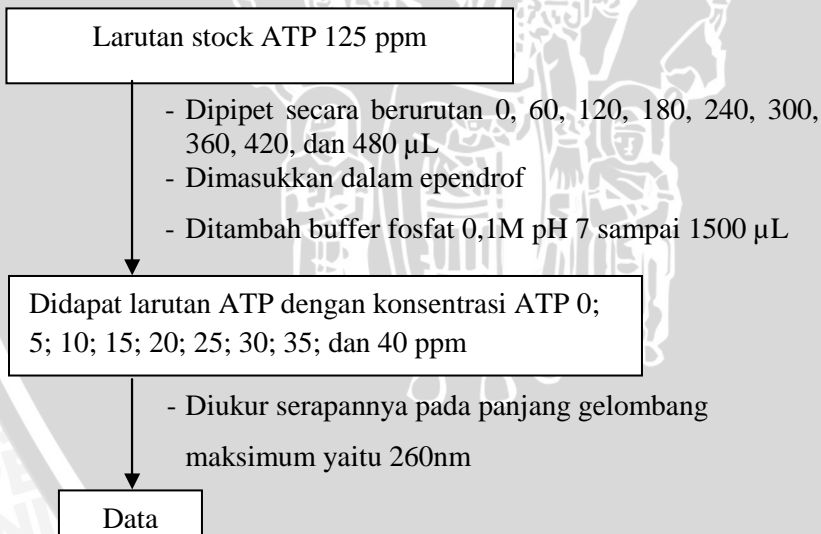 Larutan stock ATP 125 ppm
- Dipipet secara berurutan 0, 60, 120, 180, 240, 300,
360, 420, dan 480 µL
- Dimasukkan dalam ependrof
- Ditambah buffer fosfat 0,1M pH 7 sampai 1500 µL
Didapat larutan ATP dengan konsentrasi ATP 0;
5; 10; 15; 20; 25; 30; 35; dan 40 ppm
- Diukur serapannya pada panjang gelombang
maksimum yaitu 260nm
Data